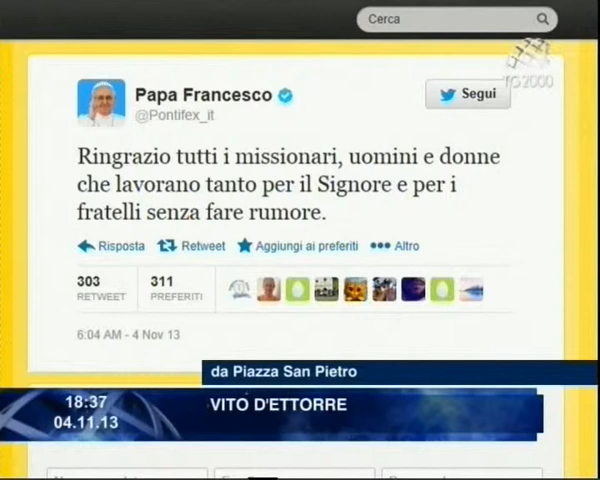 Cerca
TG2000
Papa Francesco
Segui
@Pontifex_it
Ringrazio tutti i missionari, uomini e donne
che lavorano tanto per il Signore e per i
fratelli senza fare rumore.
Risposta Retweet Aggiungi ai preferiti Altro
303 311
RETWEET PREFERITI
6:04 AM - 4 Nov 13
da Piazza San Pietro
18:37 VITO D'ETTORRE
04.11.13